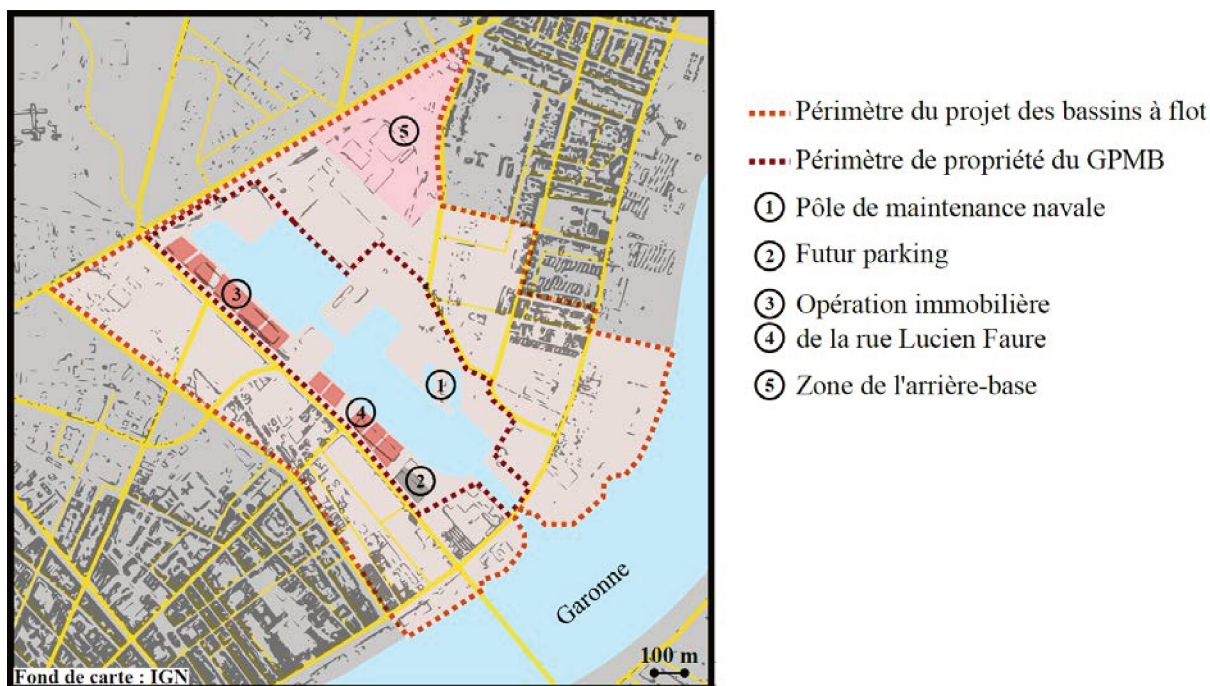 5
3
1
4
2
Garonne
100 m
Fond de carte : IGN
Périmètre du projet des bassins à flot
Périmètre de propriété du GPMB
1 Pôle de maintenance navale
2 Futur parking
3 Opération immobilière
4 de la rue Lucien Faure
5 Zone de l'arrière-base